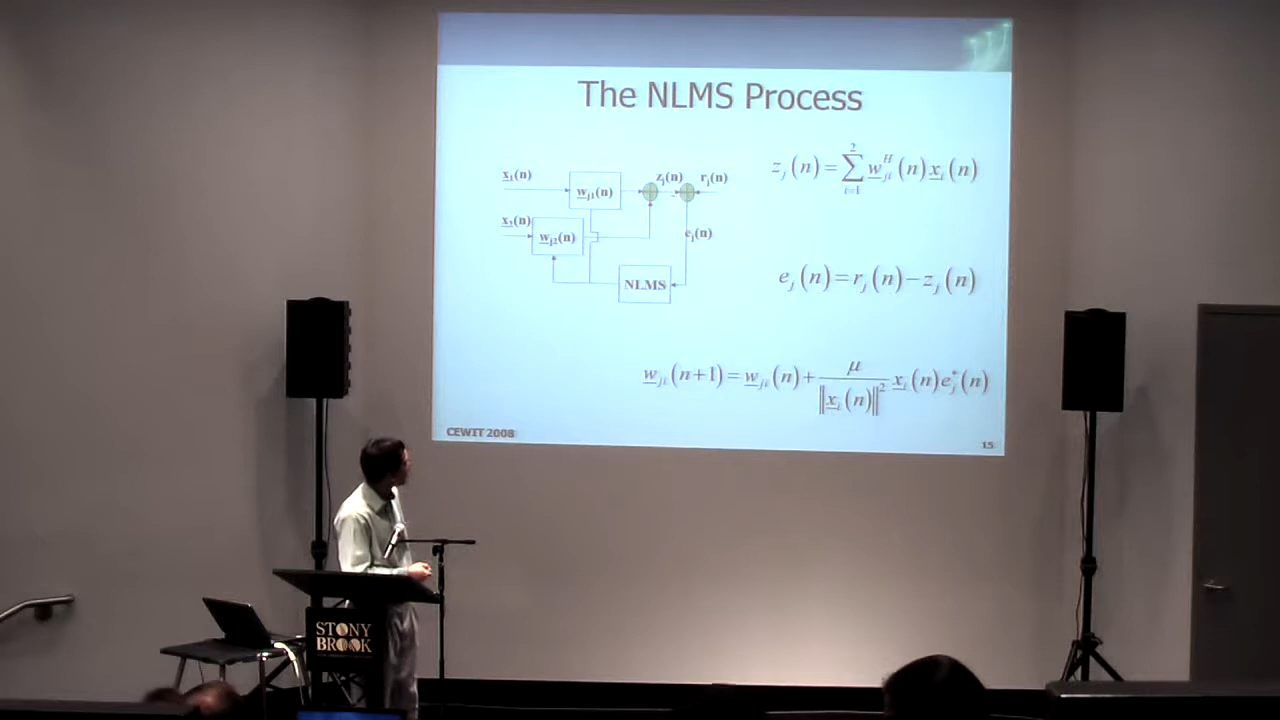 The NLMS Process
x₁(n)
w_j1(n)
z_j(n)
r_j(n)
x₂(n)
w_j2(n)
-
e_j(n)
NLMS
z_j(n) = ∑_{i=1}^{2} w_ji^H(n) x_i(n)
e_j(n) = r_j(n) − z_j(n)
w_ji(n+1) = w_ji(n) + μ / ‖x_i(n)‖² x_i(n) e_j*(n)
CEWIT 2008
15
STONY
BROOK